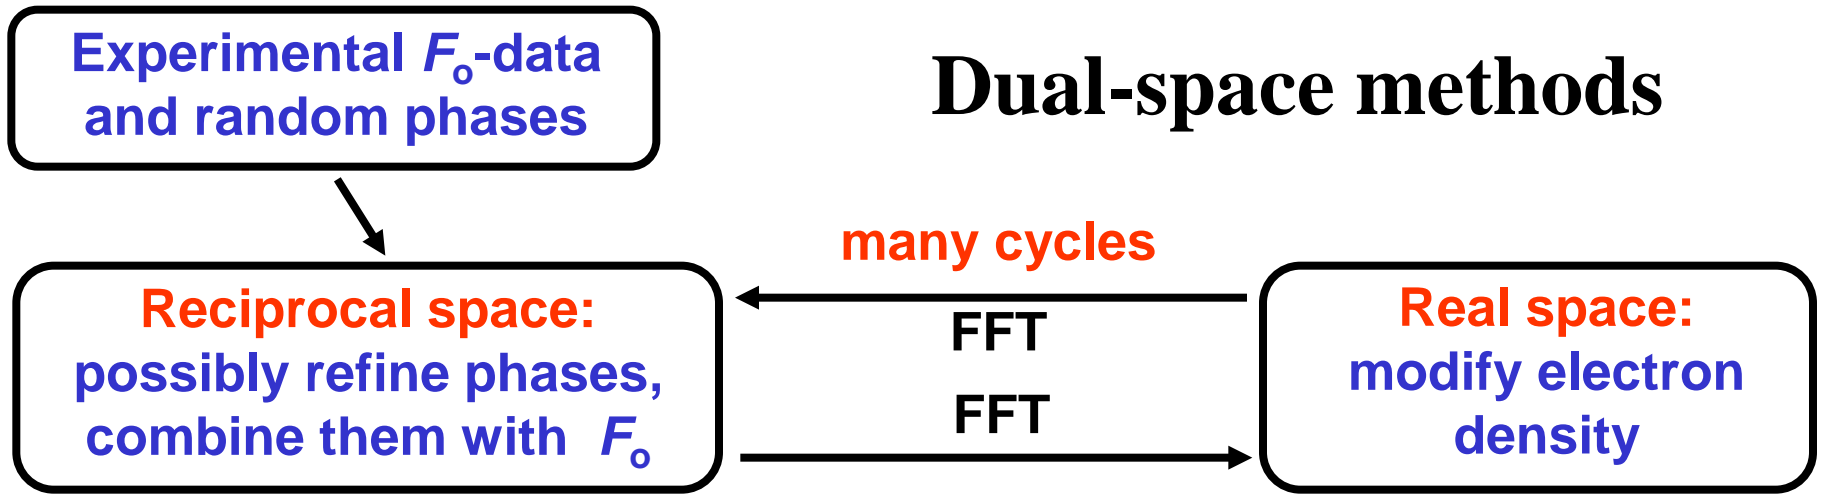 Experimental Fo-data
and random phases
Dual-space methods
many cycles
FFT
FFT
Reciprocal space:
possibly refine phases,
combine them with Fo
Real space:
modify electron
density